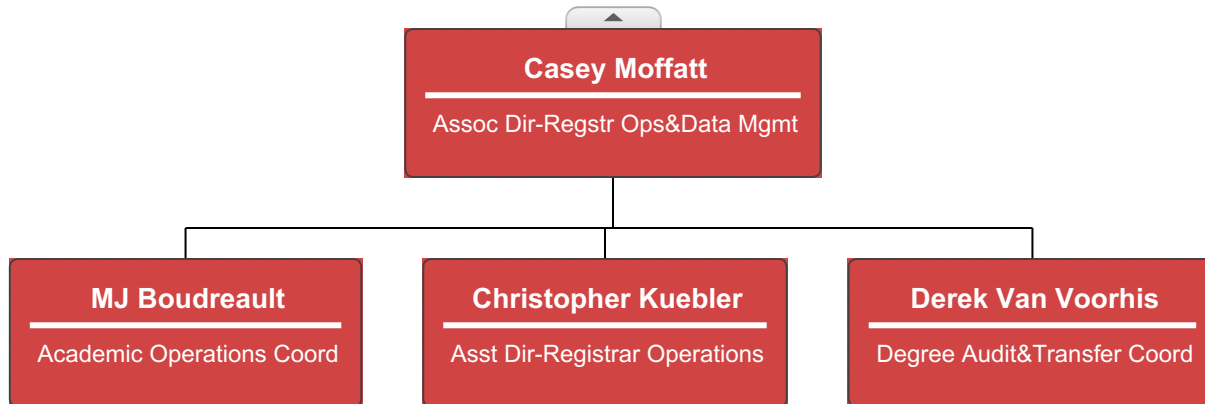 Casey Moffatt
Assoc Dir-Regstr Ops&Data Mgmt
MJ Boudreault
Academic Operations Coord
Christopher Kuebler
Asst Dir-Registrar Operations
Derek Van Voorhis
Degree Audit&Transfer Coord